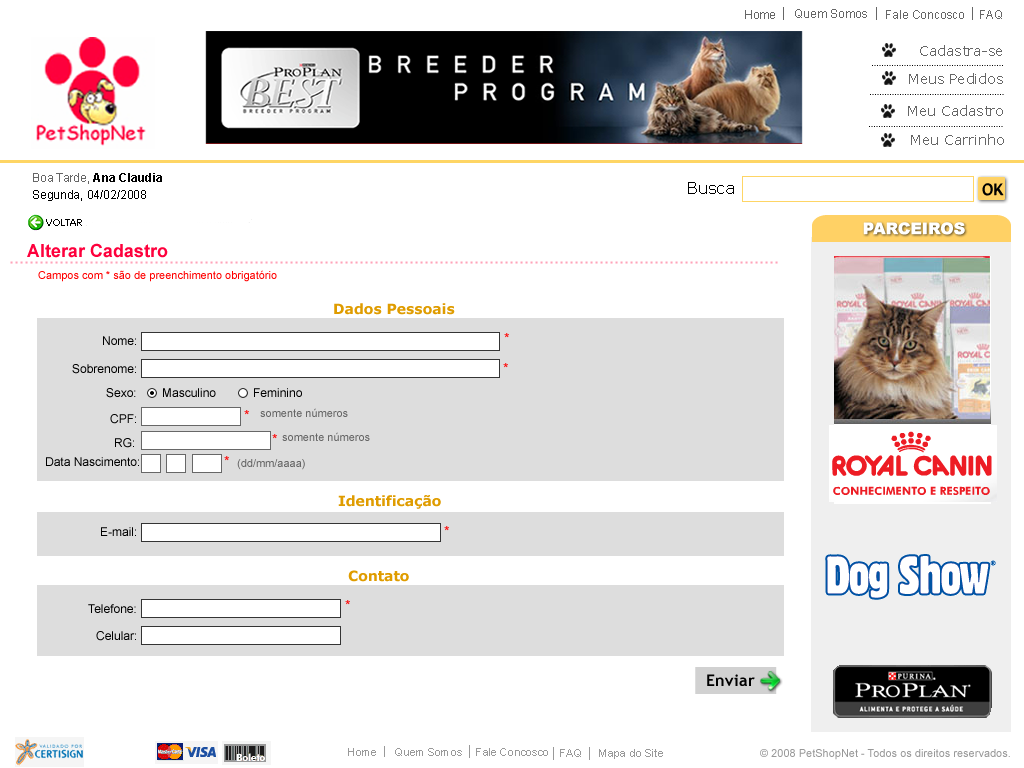 Home | Quem Somos | Fale Concosco | FAQ
PetShopNet
PROPLAN
BEST
BREEDER PROGRAM
BREEDER
PROGRAM
Cadastra-se
Meus Pedidos
Meu Cadastro
Meu Carrinho
Boa Tarde, Ana Claudia
Segunda, 04/02/2008
Busca OK
VOLTAR
Alterar Cadastro
Campos com * são de preenchimento obrigatório
Dados Pessoais
Nome: *
Sobrenome: *
Sexo: Masculino Feminino
CPF: * somente números
RG: * somente números
Data Nascimento: * (dd/mm/aaaa)
Identificação
E-mail: *
Contato
Telefone: *
Celular:
Enviar
PARCEIROS
ROYAL CANIN
CONHECIMENTO E RESPEITO
Dog Show®
PURINA
PROPLAN
ALIMENTA E PROTEGE A SAÚDE
VALIDADO POR
CERTISIGN
MasterCard VISA Boleto
Home | Quem Somos | Fale Concosco | FAQ | Mapa do Site
© 2008 PetShopNet - Todos os direitos reservados.